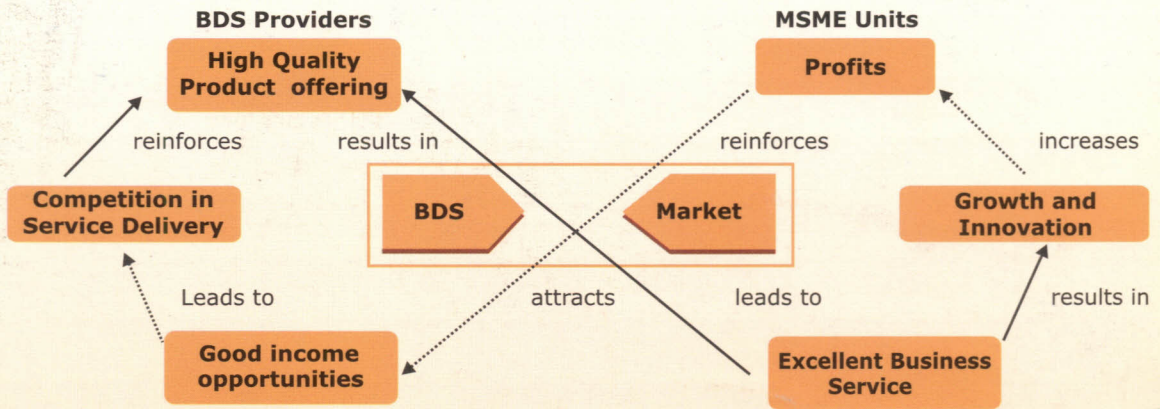 BDS Providers
MSME Units
High Quality
Product offering
Profits
reinforces
results in
reinforces
increases
Competition in
Service Delivery
BDS
Market
Growth and
Innovation
Leads to
attracts
leads to
results in
Good income
opportunities
Excellent Business
Service